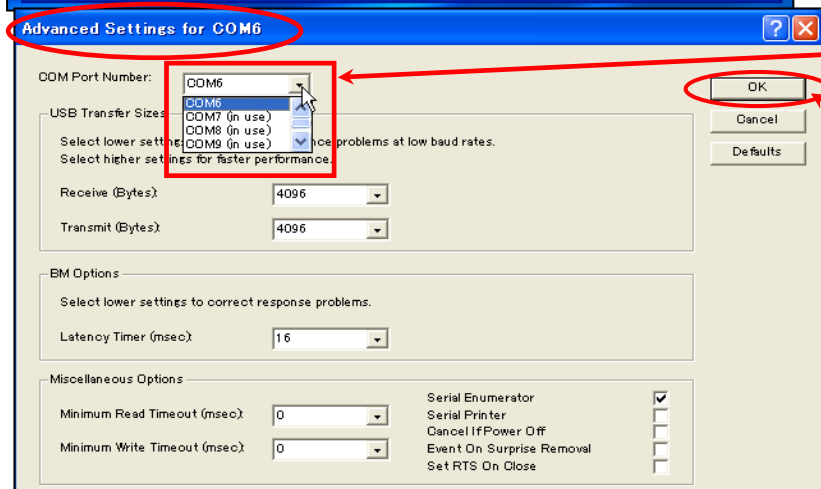 Advanced Settings for COM6
COM Port Number:
COM6
COM6
COM7 (in use)
COM8 (in use)
COM9 (in use)
OK
Cancel
Defaults
USB Transfer Sizes
Select lower settings problems at low baud rates.
Select higher settings for faster performance.
Receive (Bytes):
4096
Transmit (Bytes):
4096
BM Options
Select lower settings to correct response problems.
Latency Timer (msec):
16
Miscellaneous Options
Minimum Read Timeout (msec):
0
Minimum Write Timeout (msec):
0
Serial Enumerator
Serial Printer
Cancel If Power Off
Event On Surprise Removal
Set RTS On Close